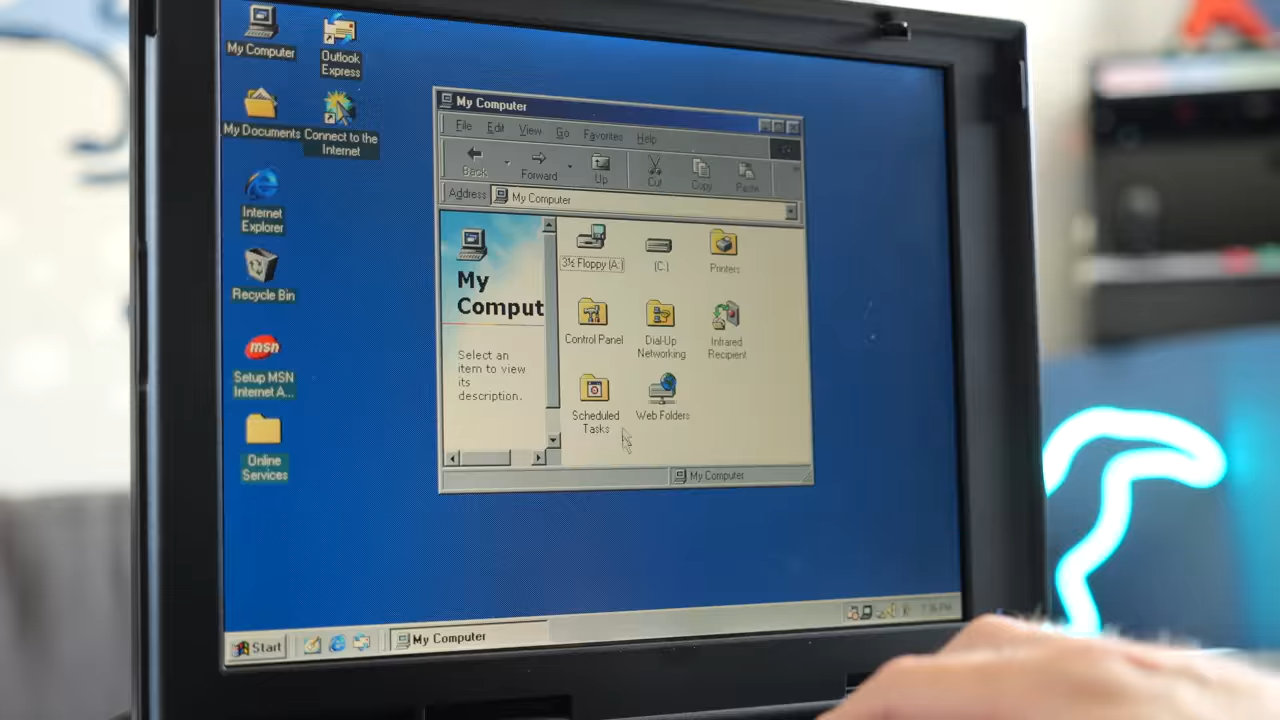 My Computer
Outlook
Express
My Documents
Connect to the
Internet
Internet
Explorer
Recycle Bin
msn
Setup MSN
Internet A...
Online
Services
My Computer
File Edit View Go Favorites Help
Back Forward Up Cut Copy Paste
Address My Computer
My
Comput
Select an
item to view
its
description.
3½ Floppy (A:)
(C:)
Printers
Control Panel
Dial-Up
Networking
Infrared
Recipient
Scheduled
Tasks
Web Folders
My Computer
Start
My Computer